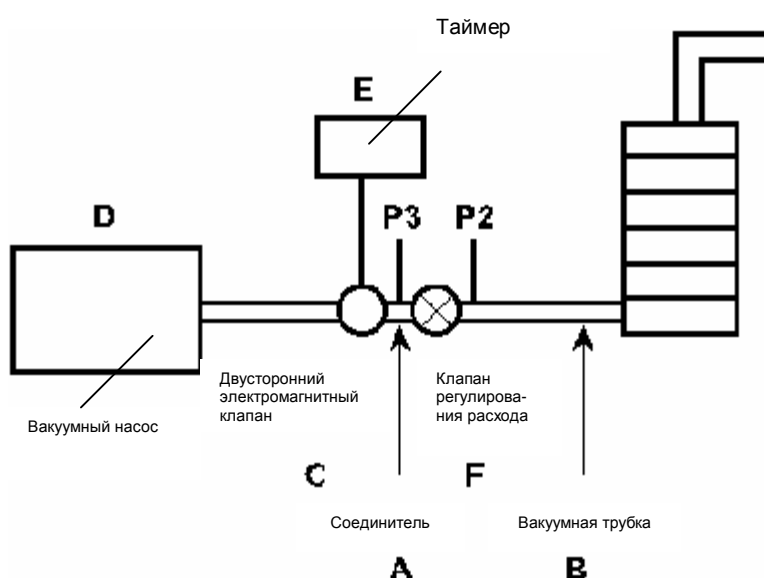 Таймер
E
D
P3 P2
Двусторонний
электромагнитный
клапан
Клапан
регулирова-
ния расхода
Вакуумный насос
C F
Соединитель Вакуумная трубка
A B